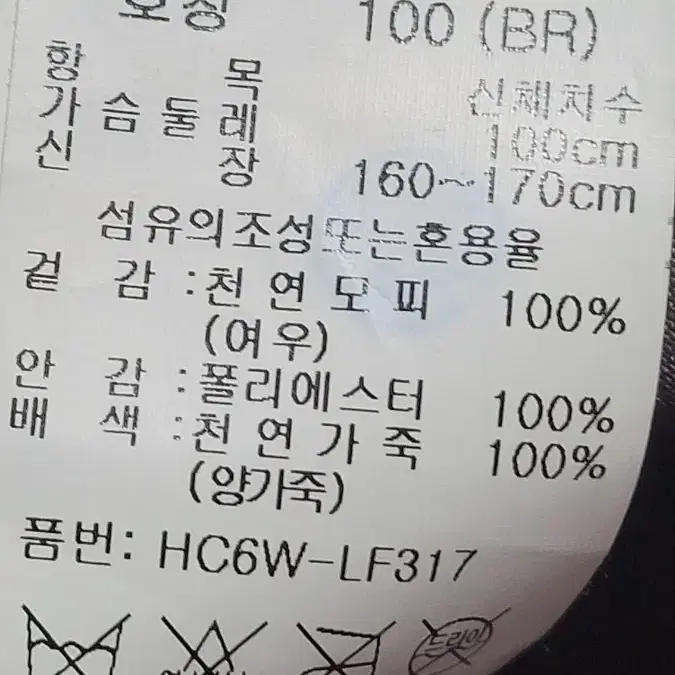 호칭 100 (BR)
항 목 신체치수
가 슴 둘 레 100cm
신 장 160~170cm
섬유의조성또는혼용율
겉 감 : 천 연 모 피 100%
(여우)
안 감 : 폴리에스터 100%
배 색 : 천 연 가 죽 100%
(양가죽)
품번: HC6W-LF317
드라이